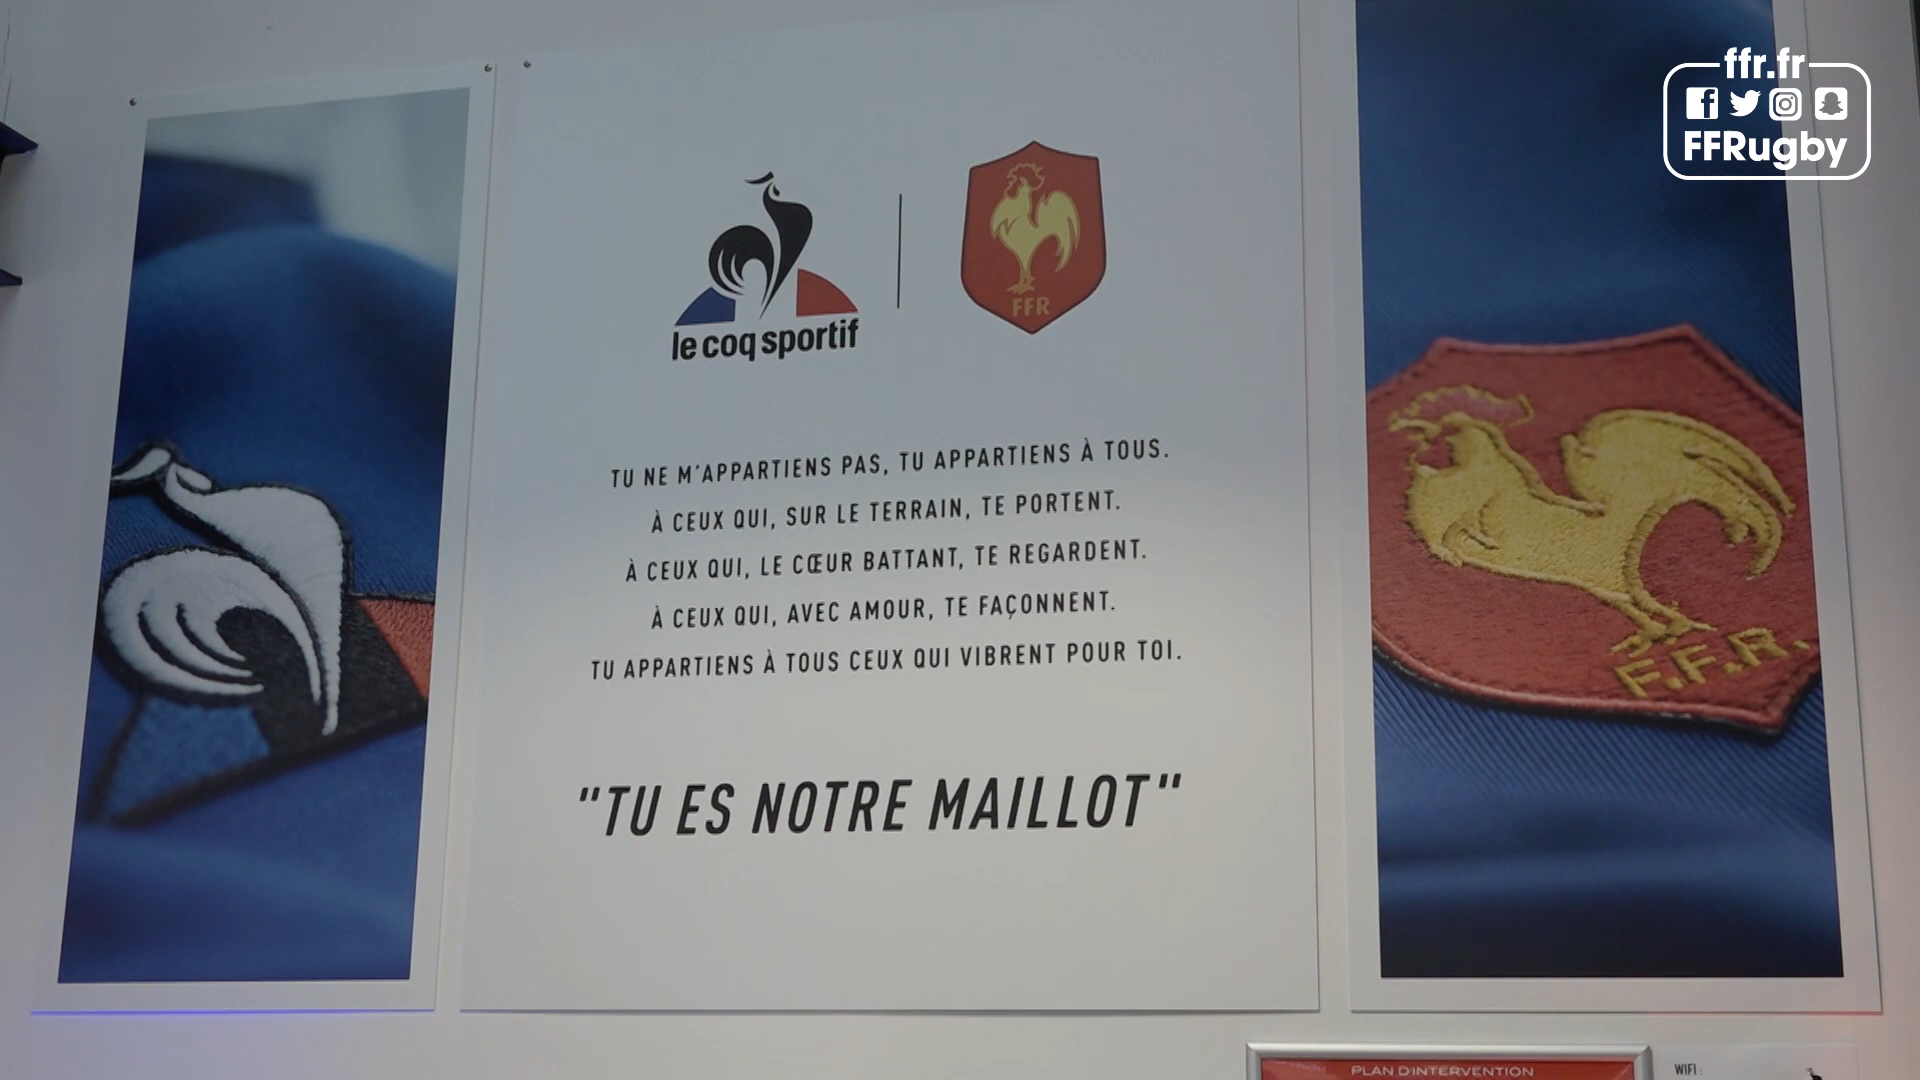 ffr.fr
FFRugby
le coq sportif
FFR
TU NE M'APPARTIENS PAS, TU APPARTIENS À TOUS.
À CEUX QUI, SUR LE TERRAIN, TE PORTENT.
À CEUX QUI, LE CŒUR BATTANT, TE REGARDENT.
À CEUX QUI, AVEC AMOUR, TE FAÇONNENT.
TU APPARTIENS À TOUS CEUX QUI VIBRENT POUR TOI.
"TU ES NOTRE MAILLOT"
F.F.R.
PLAN D'INTERVENTION
WIFI :